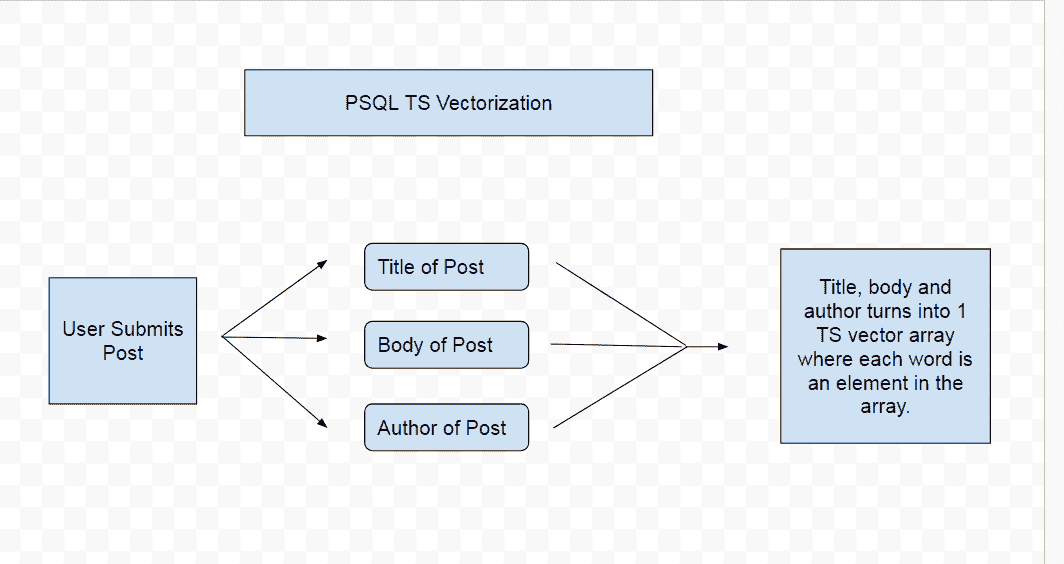 PSQL TS Vectorization
User Submits
Post
Title of Post
Body of Post
Author of Post
Title, body and
author turns into 1
TS vector array
where each word is
an element in the
array.